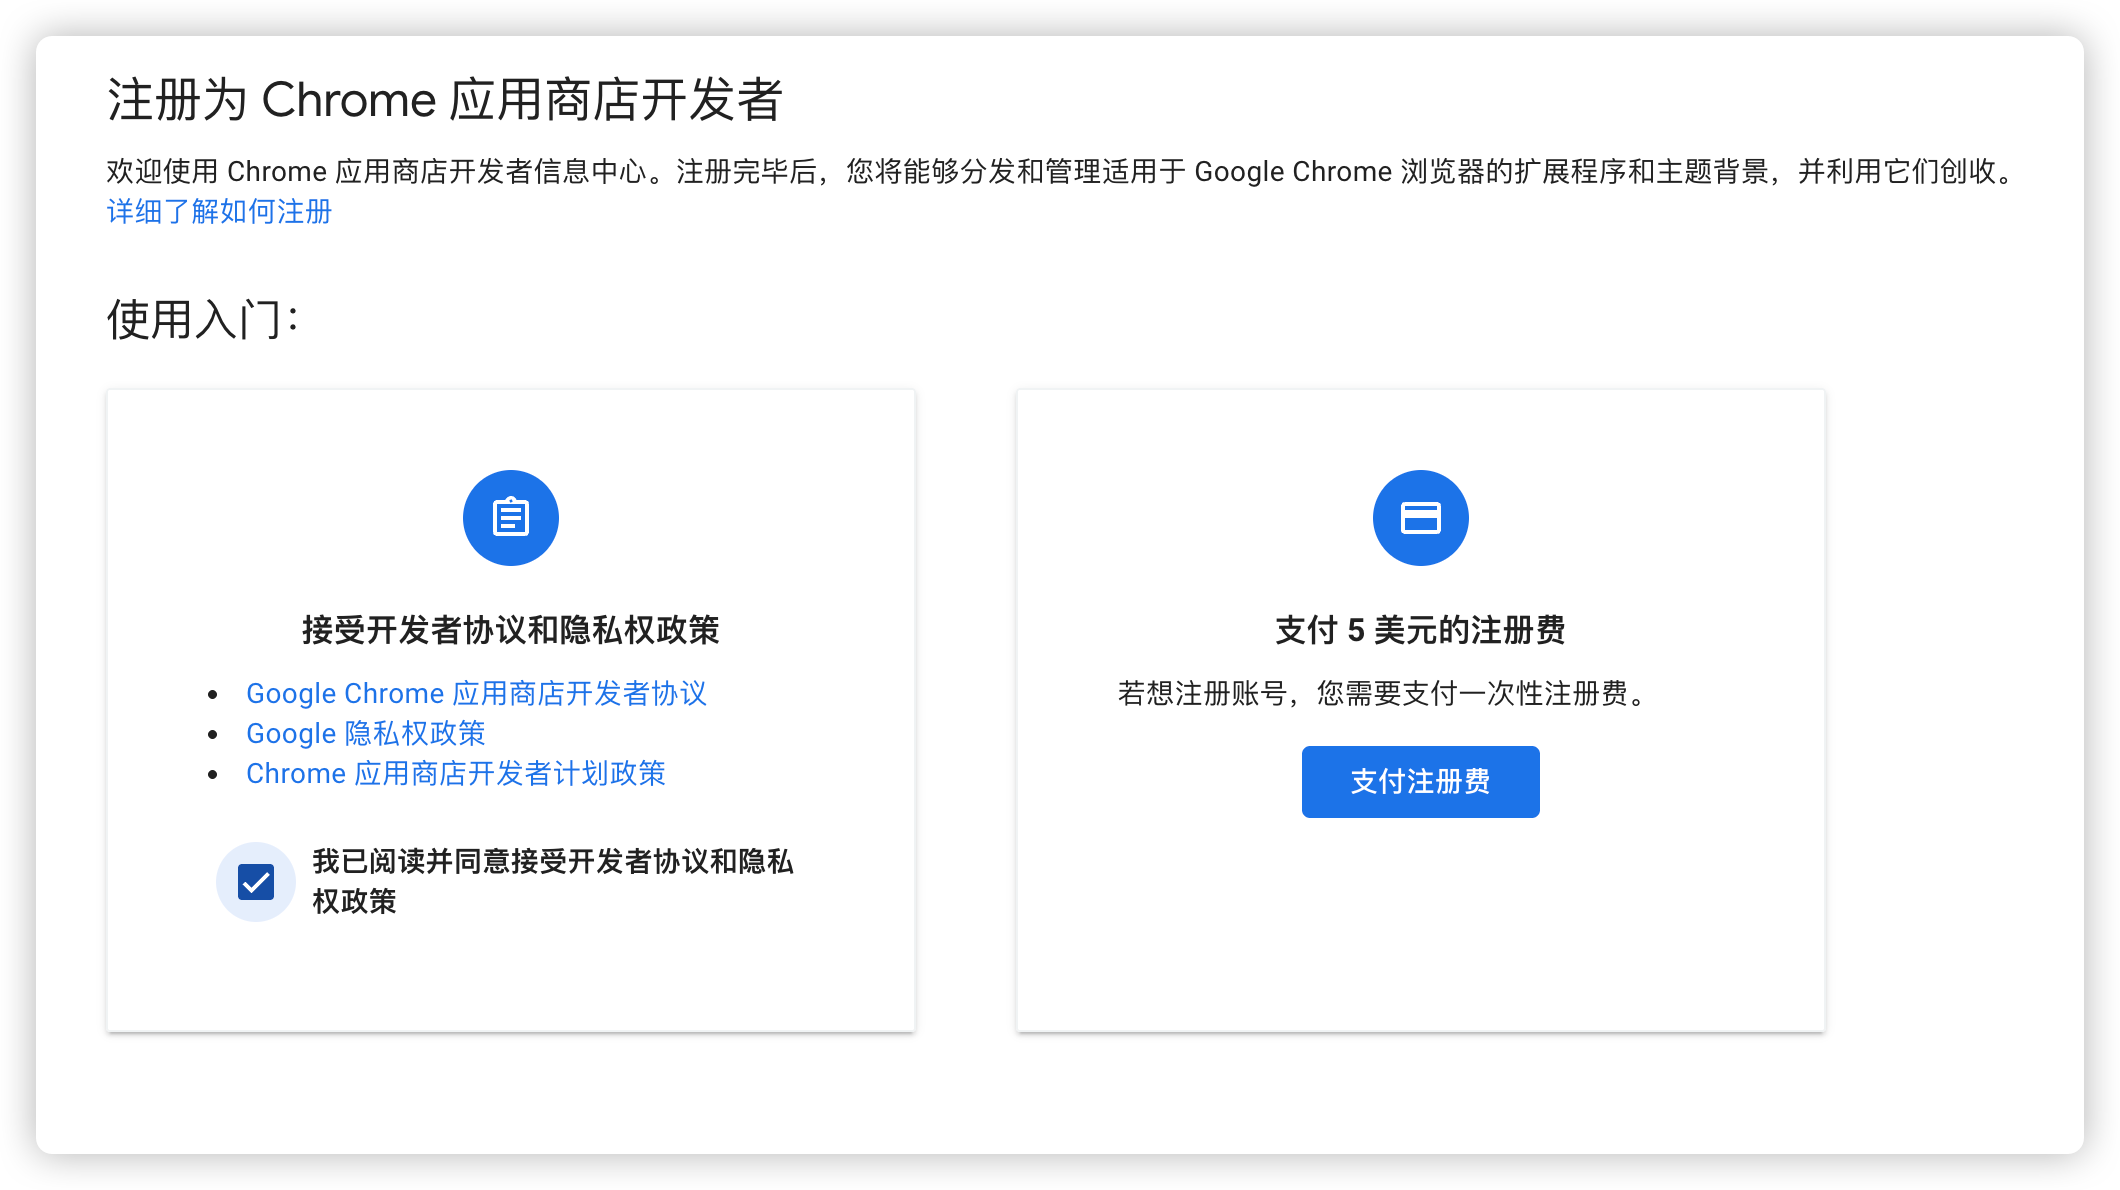 注册为 Chrome 应用商店开发者
欢迎使用 Chrome 应用商店开发者信息中心。注册完毕后，您将能够分发和管理适用于 Google Chrome 浏览器的扩展程序和主题背景，并利用它们创收。
详细了解如何注册
使用入门：
接受开发者协议和隐私权政策
Google Chrome 应用商店开发者协议
Google 隐私权政策
Chrome 应用商店开发者计划政策
我已阅读并同意接受开发者协议和隐私
权政策
支付 5 美元的注册费
若想注册账号，您需要支付一次性注册费。
支付注册费